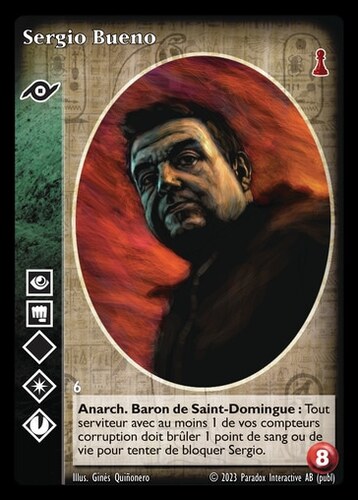 Sergio Bueno
6
Anarch. Baron de Saint-Domingue : Tout
serviteur avec au moins 1 de vos compteurs
corruption doit brûler 1 point de sang ou de
vie pour tenter de bloquer Sergio.
8
Illus. Ginés Quiñonero
© 2023 Paradox Interactive AB (publ)